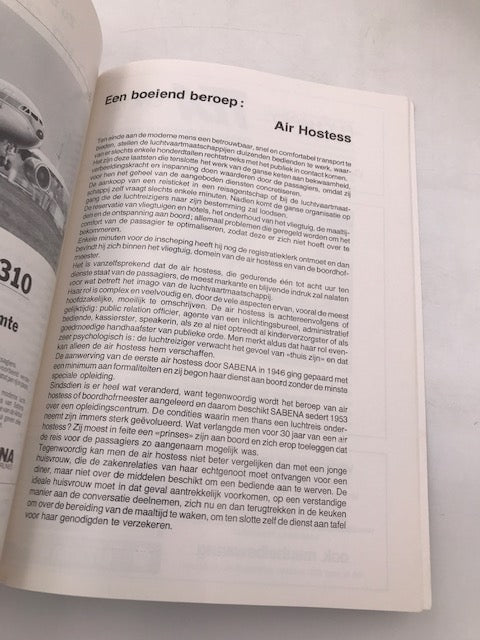 Een boeiend beroep:
Air Hostess
Ten einde aan de moderne mens een betrouwbaar, snel en comfortabel transport te
bieden, stellen de luchtvaartmaatschappijen duizenden bedienden te werk, waar-
van er slechts enkele honderdtallen rechtstreeks met het publiek in contact komen.
Het zijn deze laatsten die tenslotte het werk van de ganse keten aan bekwaamheid,
verbeeldingskracht en inspanning doen waarderen door de passagiers, omdat zij
voor hen het geheel van de aangeboden diensten concretiseren.
De aankoop van een reisticket in een reisagentschap of bij de luchtvaartmaat-
schappij zelf vraagt slechts enkele minuten. Nadien komt de ganse organisatie op
gang die de luchtreizigers naar zijn bestemming zal loodsen.
De reservatie van vliegtuigen en hotels, het onderhoud van het vliegtuig, de maaltij-
den en de ontspanning aan boord; allemaal problemen die geregeld worden om het
comfort van de passagier te optimaliseren, zodat deze er zich niet hoeft over te
bekommeren.
Enkele minuten voor de inscheping heeft hij nog de registratieklerk ontmoet en dan
bevindt hij zich binnen het vliegtuig, domein van de air hostess en van de boordhof-
meester.
Het is vanzelfsprekend dat de air hostess, die gedurende één tot acht uur ten
dienste staat van de passagiers, de meest markante en blijvende indruk zal nalaten
voor wat betreft het imago van de luchtvaartmaatschappij.
Haar rol is complex en veelvoudig en, door de vele aspecten ervan, vooral de meest
hoofdzakelijke, moeilijk te omschrijven. De air hostess is achtereenvolgens of
gelijktijdig: public relation officier, agente van een inlichtingsbureel, administratief
bediende, kassierster, speakerin, als ze al niet optreedt al kinderverzorgster of als
goedmoedige handhaafster van publieke orde. Men merkt aldus dat haar rol even-
zeer psychologisch is: de luchtreiziger verwacht het gevoel van «thuis zijn» en dat
kan alleen de air hostess hem verschaffen.
De aanwerving van de eerste air hostess door SABENA in 1946 ging gepaard met
een minimum aan formaliteiten en zij begon haar dienst aan boord zonder de minste
speciale opleiding.
Sindsdien is er heel wat veranderd, want tegenwoordig wordt het beroep van air
hostess of boordhofmeester aangeleerd en daarom beschikt SABENA sedert 1953
over een opleidingscentrum. De condities waarin men thans een luchtreis onder-
neemt zijn immers sterk geëvolueerd. Wat verlangde men voor 30 jaar van een air
hostess? Zij moest in feite een «prinses» zijn aan boord en zich erop toeleggen dat
de reis voor de passagiers zo aangenaam mogelijk was.
Tegenwoordig kan men de air hostess niet beter vergelijken dan met een jonge
huisvrouw, die de zakenrelaties van haar echtgenoot moet ontvangen voor een
diner, maar niet over de middelen beschikt om een bediende aan te werven. De
ideale huisvrouw moet in dat geval aantrekkelijk voorkomen, op een verstandige
manier aan de conversatie deelnemen, zich nu en dan terugtrekken in de keuken
om over de bereiding van de maaltijd te waken, om ten slotte zelf de dienst aan tafel
voor haar genodigden te verzekeren.
310